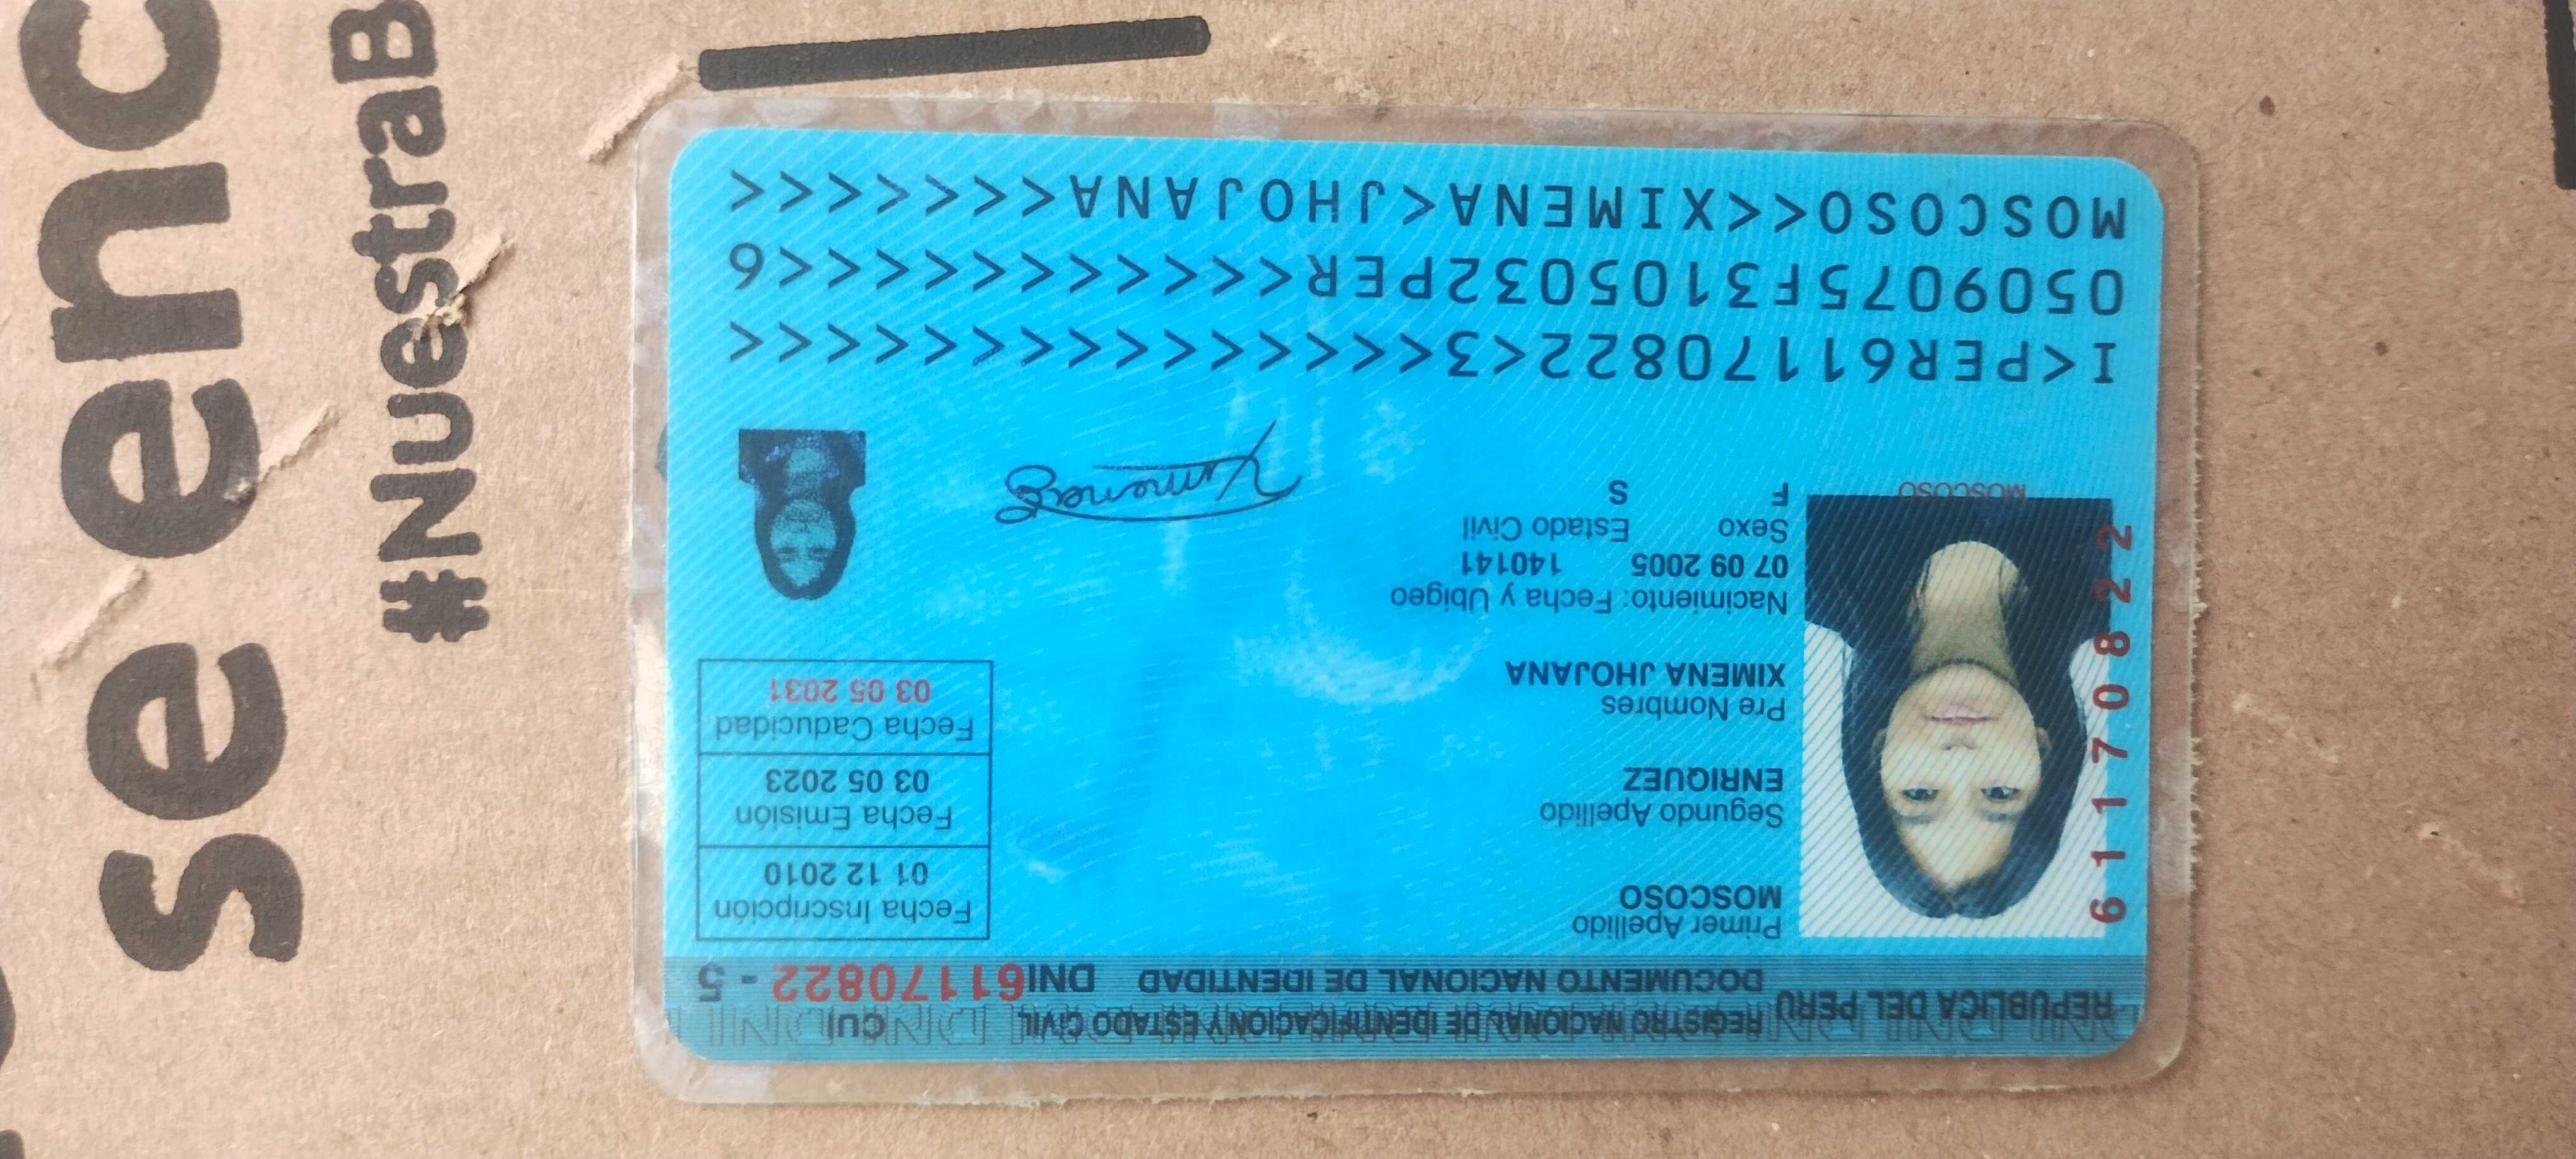 REPUBLICA DEL PERU
REGISTRO NACIONAL DE IDENTIFICACION Y ESTADO CIVIL
CUI
DOCUMENTO NACIONAL DE IDENTIDAD
DNI 61170822 - 5
Primer Apellido
MOSCOSO
Segundo Apellido
ENRIQUEZ
Pre Nombres
XIMENA JHOJANA
Nacimiento: Fecha y Ubigeo
07 09 2005 140141
Sexo Estado Civil
F S
Fecha Inscripción
01 12 2010
Fecha Emisión
03 05 2023
Fecha Caducidad
03 05 2031
61170822
MOSCOSO
Ximena
I<PER61170822<3<<<<<<<<<<<<<<<
0509075F3105032PER<<<<<<<<<<<6
MOSCOSO<<XIMENA<JHOJANA<<<<<<<
se enc
#NuestraB